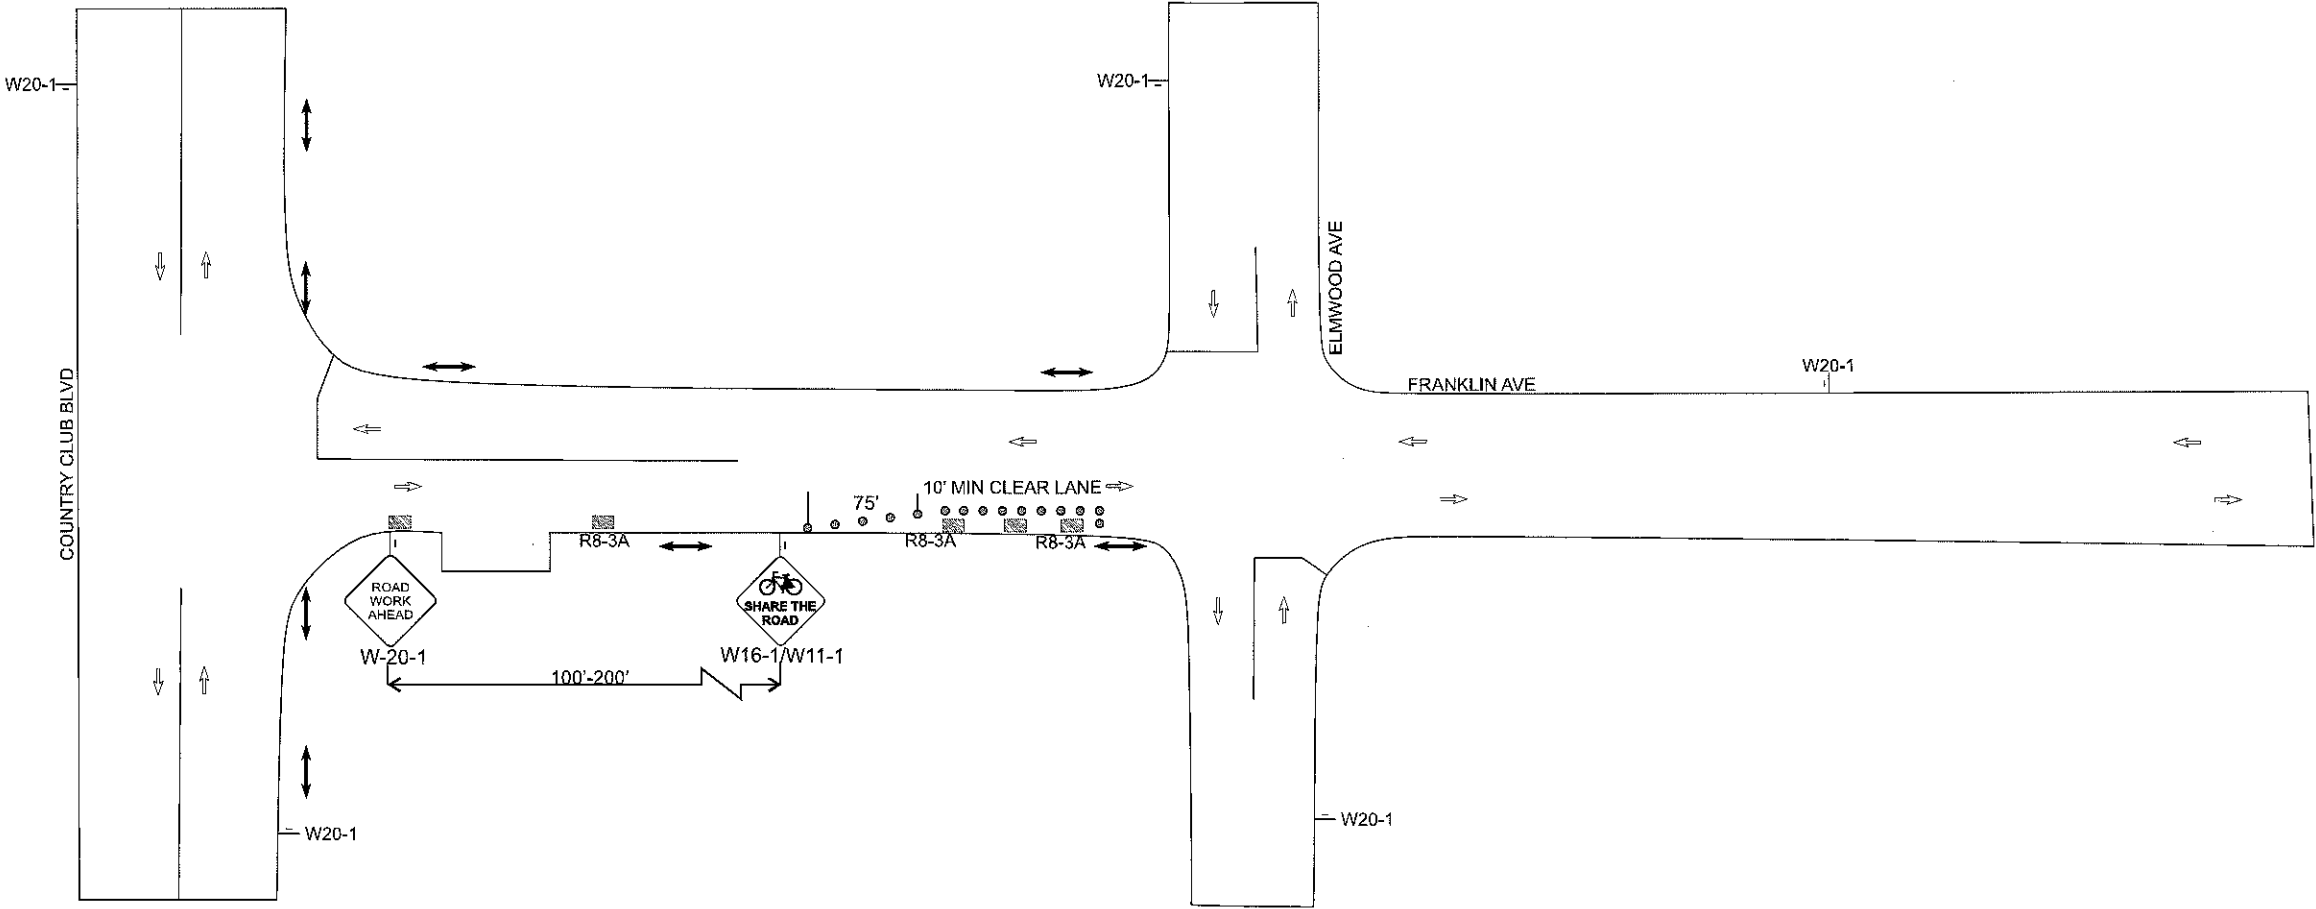 W20-1
W20-1
ELMWOOD AVE
W20-1
COUNTRY CLUB BLVD
FRANKLIN AVE
75'
10' MIN CLEAR LANE
R8-3A
R8-3A
R8-3A
ROAD
WORK
AHEAD
SHARE THE
ROAD
W-20-1
W16-1/W11-1
100'-200'
W20-1
W20-1